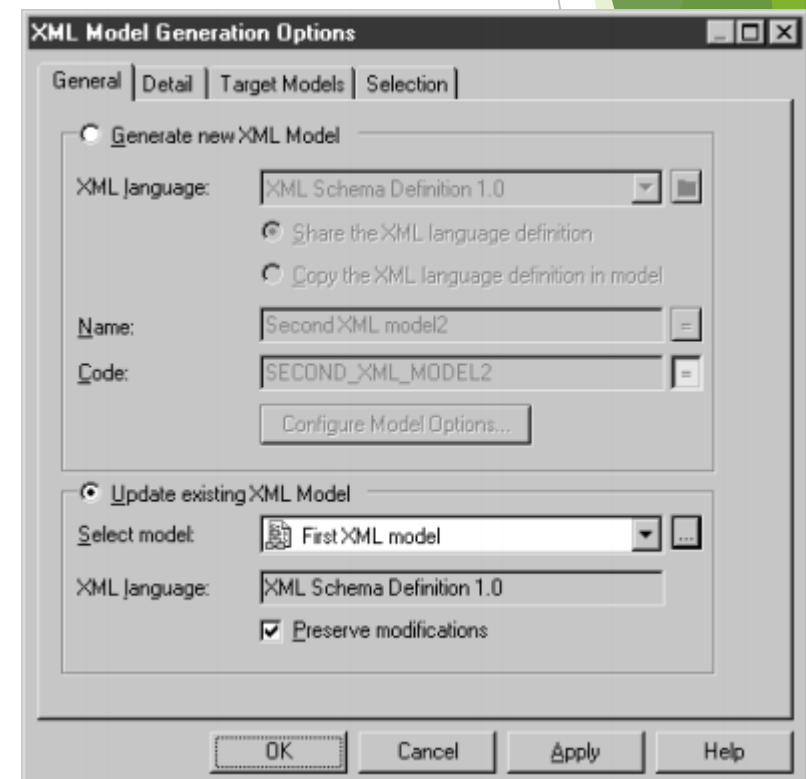 XML Model Generation Options
General Detail Target Models Selection
Generate new XML Model
XML language: XML Schema Definition 1.0
Share the XML language definition
Copy the XML language definition in model
Name: Second XML model2 =
Code: SECOND_XML_MODEL2 =
Configure Model Options...
Update existing XML Model
Select model: First XML model ...
XML language: XML Schema Definition 1.0
Preserve modifications
OK Cancel Apply Help